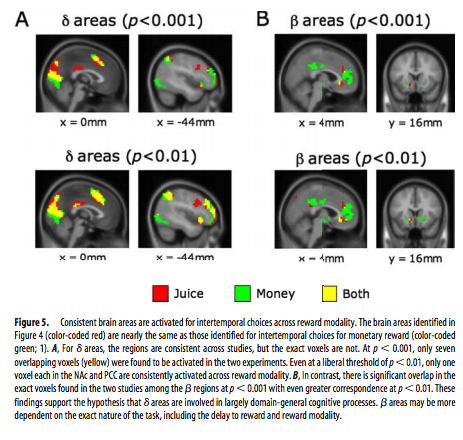 A
δ areas (p<0.001)
B
β areas (p<0.001)
x = 0mm
x = -44mm
x = 4mm
y = 16mm
δ areas (p<0.01)
β areas (p<0.01)
x = 0mm
x = -44mm
x = 4mm
y = 16mm
Juice
Money
Both
Figure 5. Consistent brain areas are activated for intertemporal choices across reward modality. The brain areas identified in
Figure 4 (color-coded red) are nearly the same as those identified for intertemporal choices for monetary reward (color-coded
green; 1). A, For δ areas, the regions are consistent across studies, but the exact voxels are not. At p < 0.001, only seven
overlapping voxels (yellow) were found to be activated in the two experiments. Even at a liberal threshold of p < 0.01, only one
voxel each in the NAc and PCC are consistently activated across reward modality. B, In contrast, there is significant overlap in the
exact voxels found in the two studies among the β regions at p < 0.001 with even greater correspondence at p < 0.01. These
findings support the hypothesis that δ areas are involved in largely domain-general cognitive processes. β areas may be more
dependent on the exact nature of the task, including the delay to reward and reward modality.